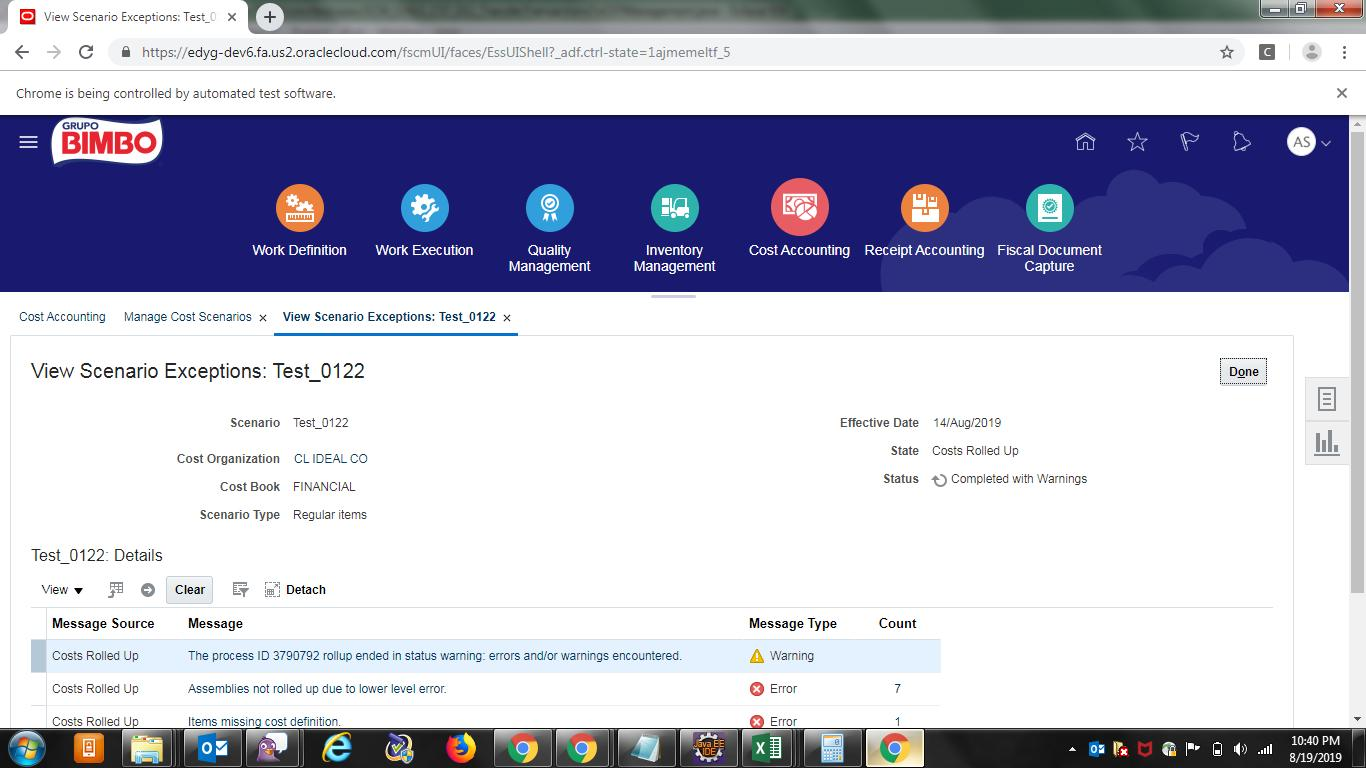 View Scenario Exceptions: Test_0
https://edyg-dev6.fa.us2.oraclecloud.com/fscmUI/faces/EssUIShell?_adf.ctrl-state=1ajmemeltf_5
C
Chrome is being controlled by automated test software.
GRUPO
BIMBO
AS
Work Definition
Work Execution
Quality
Management
Inventory
Management
Cost Accounting
Receipt Accounting
Fiscal Document
Capture
Cost Accounting
Manage Cost Scenarios
View Scenario Exceptions: Test_0122
View Scenario Exceptions: Test_0122
Done
Scenario Test_0122
Cost Organization CL IDEAL CO
Cost Book FINANCIAL
Scenario Type Regular items
Effective Date 14/Aug/2019
State Costs Rolled Up
Status Completed with Warnings
Test_0122: Details
View Clear Detach
Message Source Message Message Type Count
Costs Rolled Up The process ID 3790792 rollup ended in status warning: errors and/or warnings encountered. Warning
Costs Rolled Up Assemblies not rolled up due to lower level error. Error 7
Costs Rolled Up Items missing cost definition. Error 1
Java EE
IDE
10:40 PM
8/19/2019